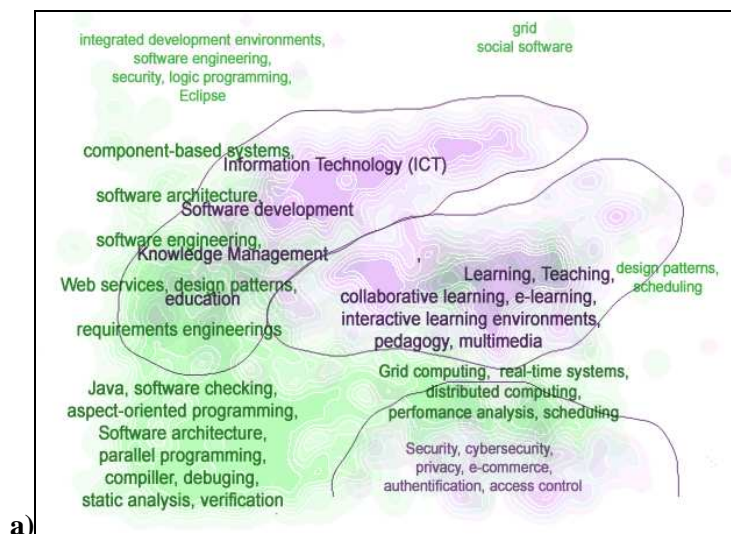 integrated development environments,
software engineering,
security, logic programming,
Eclipse
grid
social software
component-based systems,
Information Technology (ICT)
software architecture,
Software development
software engineering,
Knowledge Management
Web services, design patterns,
education
requirements engineerings
Learning, Teaching,
collaborative learning, e-learning,
interactive learning environments,
pedagogy, multimedia
design patterns,
scheduling
Java, software checking,
aspect-oriented programming,
Software architecture,
parallel programming,
compiller, debuging,
static analysis, verification
Grid computing, real-time systems,
distributed computing,
perfomance analysis, scheduling
Security, cybersecurity,
privacy, e-commerce,
authentification, access control
a)